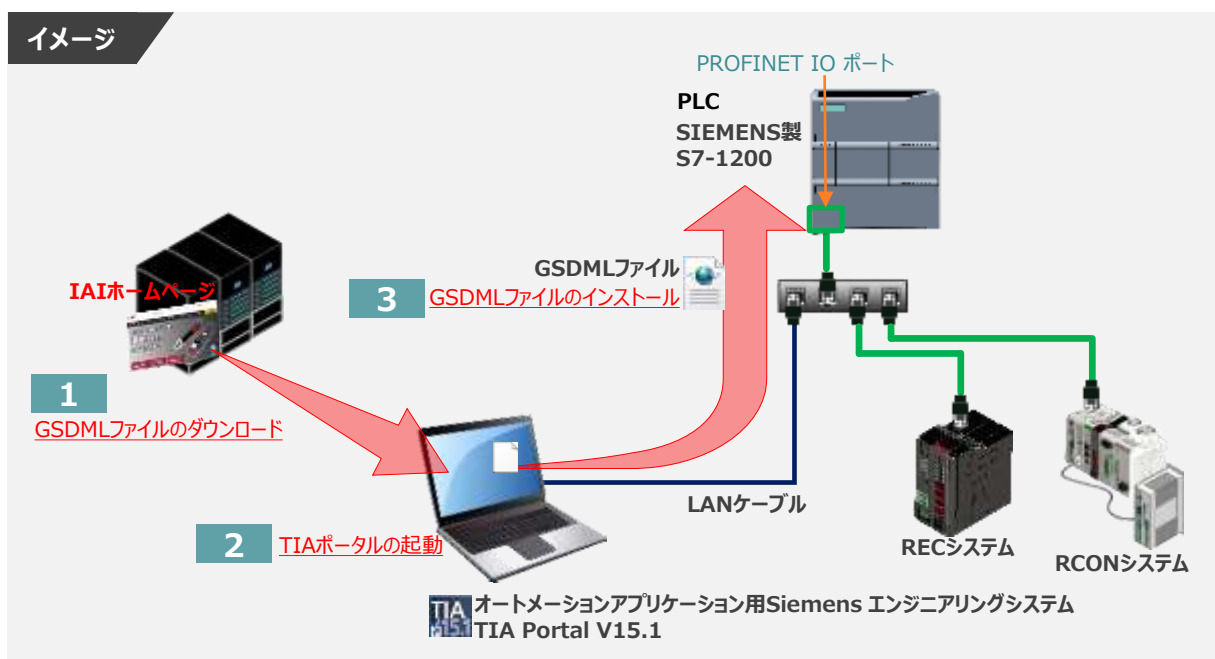 イメージ
PROFINET IO ポート
PLC
SIEMENS製
S7-1200
IAIホームページ
GSDMLファイル
3
GSDMLファイルのインストール
1
GSDMLファイルのダウンロード
LANケーブル
2
TIAポータルの起動
RECシステム
RCONシステム
TIA
V15.1
オートメーションアプリケーション用Siemens エンジニアリングシステム
TIA Portal V15.1